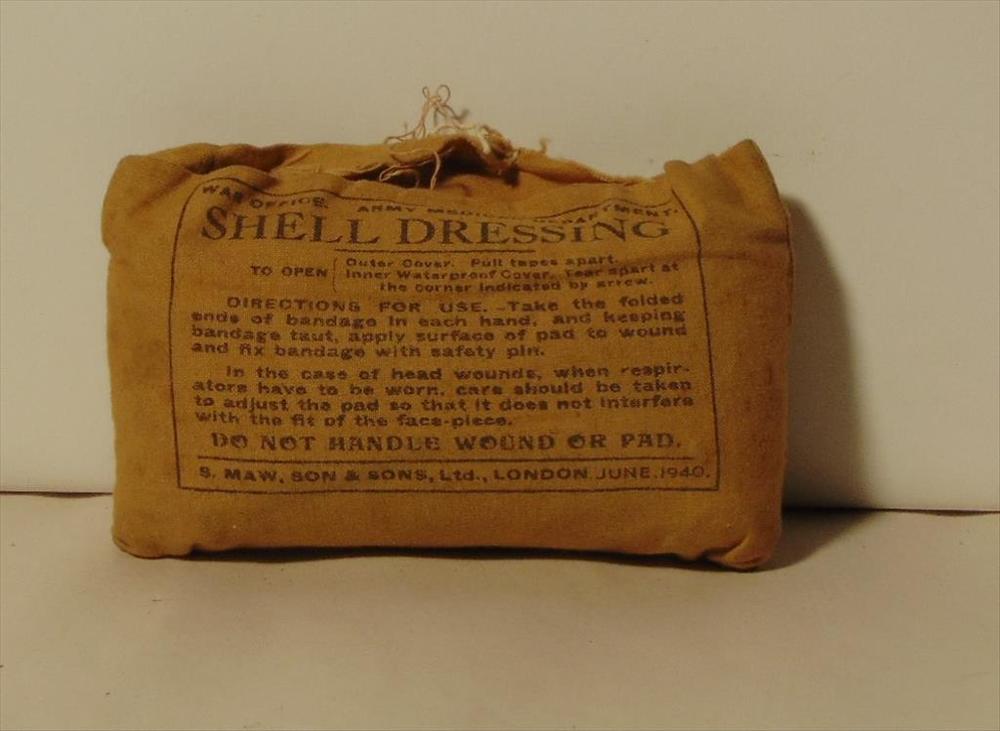 WAR OFFICE. ARMY MEDICAL DEPARTMENT.
SHELL DRESSING
TO OPEN
Outer Cover. Pull tapes apart.
Inner Waterproof Cover. Tear apart at
the corner indicated by arrow.
DIRECTIONS FOR USE.-Take the folded
ends of bandage in each hand, and keeping
bandage taut, apply surface of pad to wound
and fix bandage with safety pin.
In the case of head wounds, when respir-
ators have to be worn, care should be taken
to adjust the pad so that it does not interfere
with the fit of the face-piece.
DO NOT HANDLE WOUND OR PAD.
S. MAW, SON & SONS, Ltd., LONDON JUNE.1940.